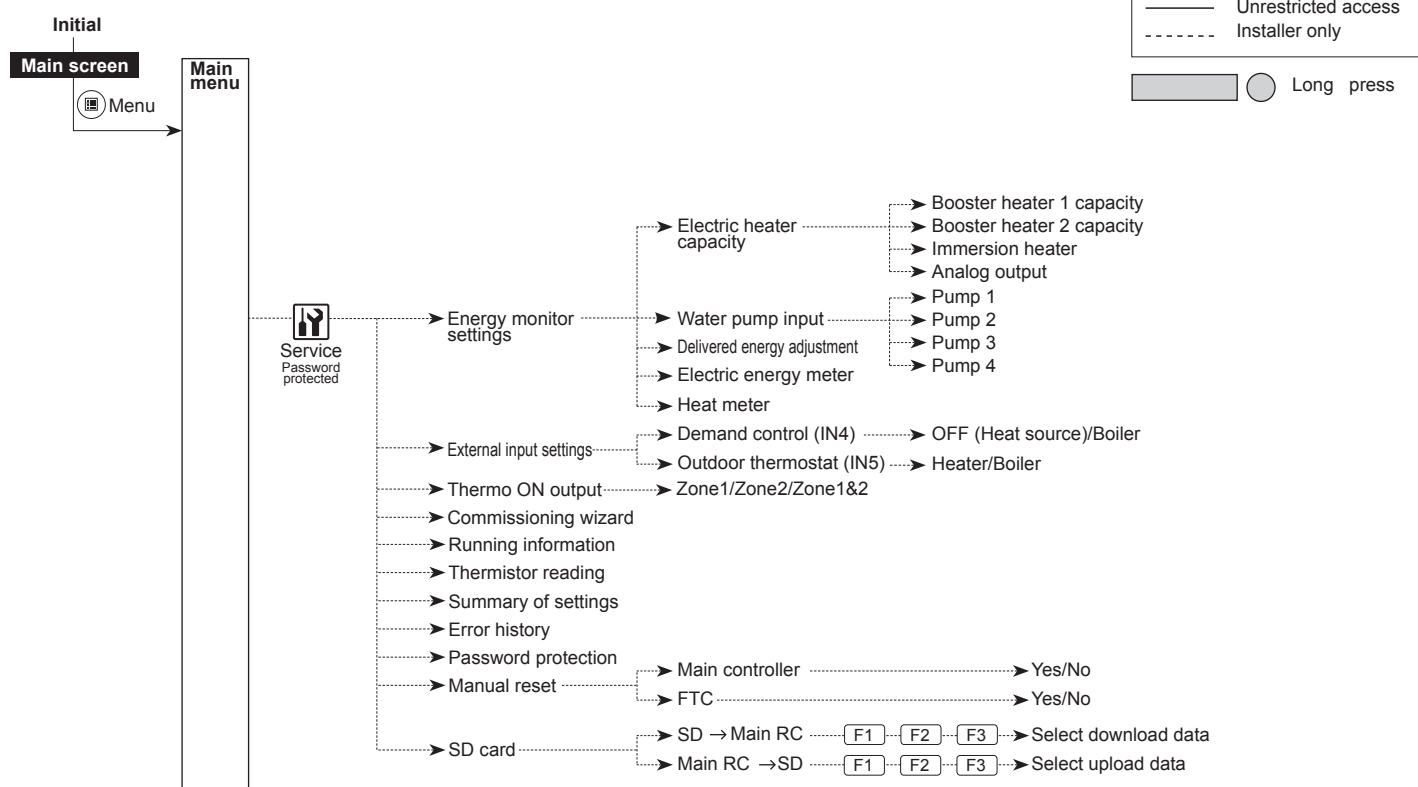 Unrestricted access
Installer only
Long press
Initial
Main screen
Menu
Main
menu
Service
Password
protected
Energy monitor
settings
Electric heater
capacity
Booster heater 1 capacity
Booster heater 2 capacity
Immersion heater
Analog output
Water pump input
Pump 1
Pump 2
Pump 3
Pump 4
Delivered energy adjustment
Electric energy meter
Heat meter
External input settings
Demand control (IN4)
OFF (Heat source)/Boiler
Outdoor thermostat (IN5)
Heater/Boiler
Thermo ON output
Zone1/Zone2/Zone1&2
Commissioning wizard
Running information
Thermistor reading
Summary of settings
Error history
Password protection
Manual reset
Main controller
Yes/No
FTC
Yes/No
SD card
SD → Main RC
F1 F2 F3
Select download data
Main RC → SD
F1 F2 F3
Select upload data